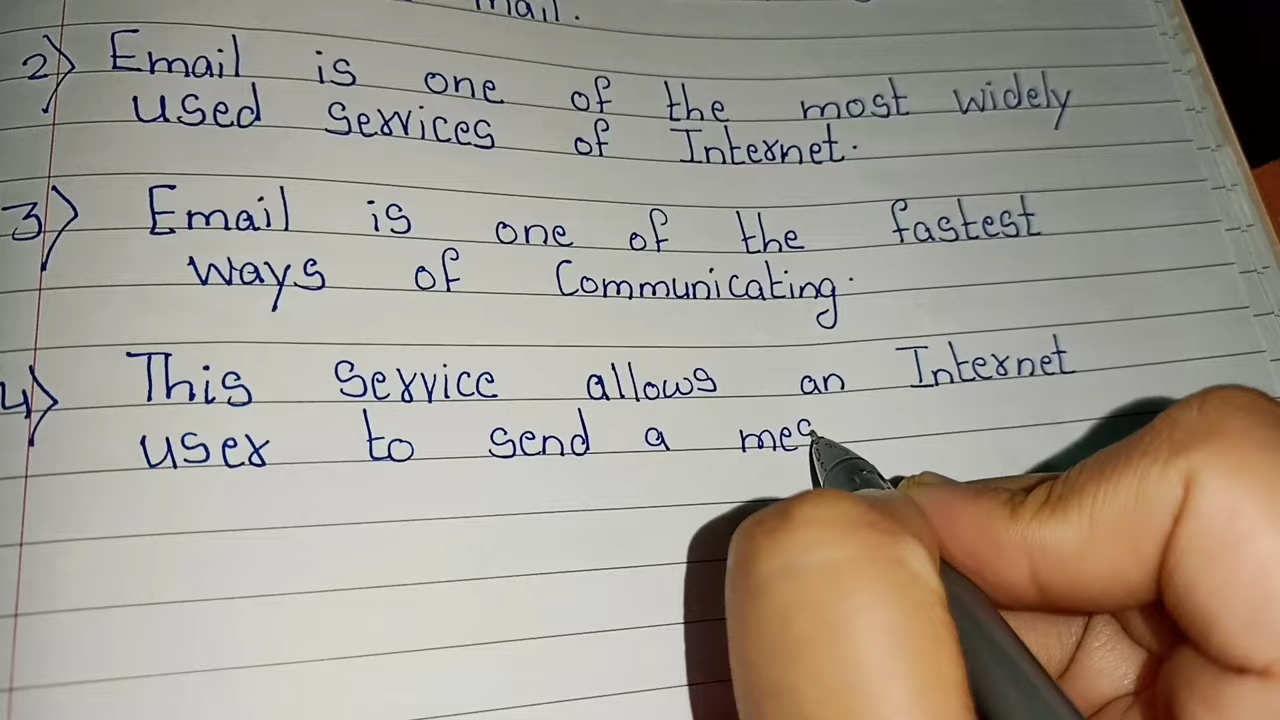 mail.
2) Email is one of the most widely
used services of Internet.
3) Email is one of the fastest
ways of Communicating.
4) This service allows an Internet
user to send a mes